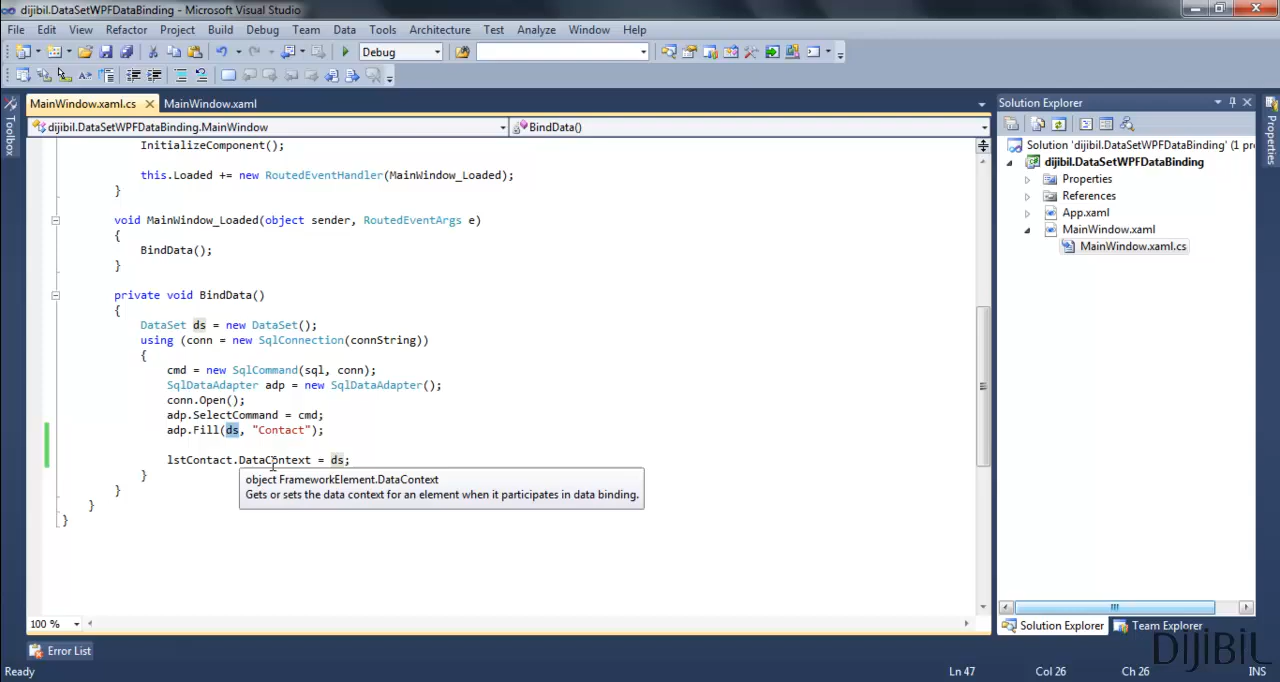 dijibil.DataSetWPFDataBinding - Microsoft Visual Studio
File Edit View Refactor Project Build Debug Team Data Tools Architecture Test Analyze Window Help
Debug
MainWindow.xaml.cs MainWindow.xaml
Solution Explorer
Toolbox
Properties
dijibil.DataSetWPFDataBinding.MainWindow BindData()
InitializeComponent();
this.Loaded += new RoutedEventHandler(MainWindow_Loaded);
}
void MainWindow_Loaded(object sender, RoutedEventArgs e)
{
BindData();
}
private void BindData()
{
DataSet ds = new DataSet();
using (conn = new SqlConnection(connString))
{
cmd = new SqlCommand(sql, conn);
SqlDataAdapter adp = new SqlDataAdapter();
conn.Open();
adp.SelectCommand = cmd;
adp.Fill(ds, "Contact");
lstContact.DataContext = ds;
}
object FrameworkElement.DataContext
Gets or sets the data context for an element when it participates in data binding.
}
}
}
Solution 'dijibil.DataSetWPFDataBinding' (1 pr
dijibil.DataSetWPFDataBinding
Properties
References
App.xaml
MainWindow.xaml
MainWindow.xaml.cs
100 %
Solution Explorer Team Explorer
Error List
DIJIBIL
Ready Ln 47 Col 26 Ch 26 INS